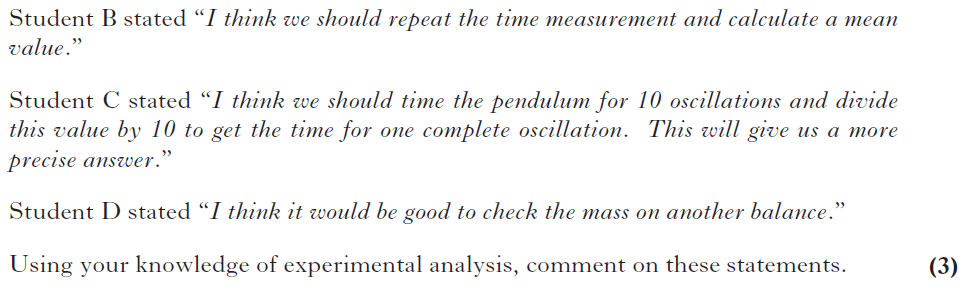 Student B stated “I think we should repeat the time measurement and calculate a mean
value.”
Student C stated “I think we should time the pendulum for 10 oscillations and divide
this value by 10 to get the time for one complete oscillation. This will give us a more
precise answer.”
Student D stated “I think it would be good to check the mass on another balance.”
Using your knowledge of experimental analysis, comment on these statements. (3)